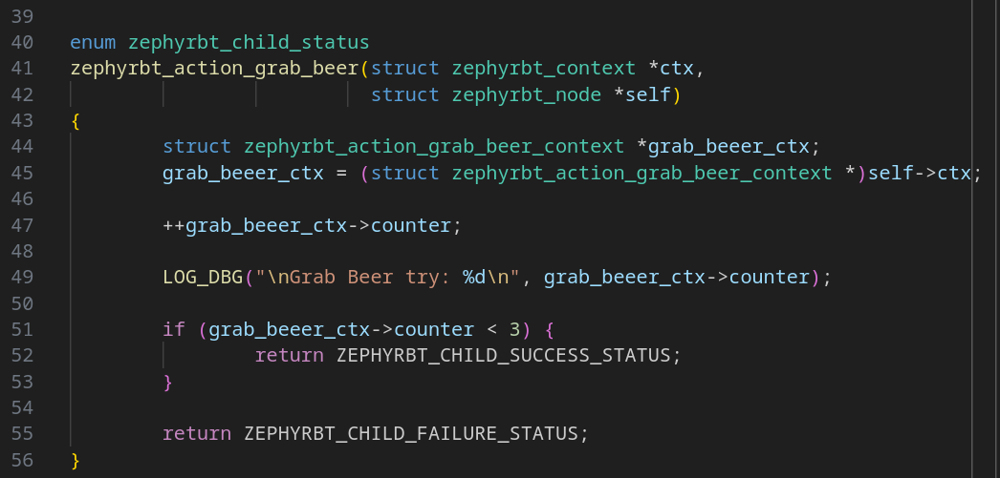 39
40 enum zephyrbt_child_status
41 zephyrbt_action_grab_beer(struct zephyrbt_context *ctx,
42                           struct zephyrbt_node *self)
43 {
44         struct zephyrbt_action_grab_beer_context *grab_beeer_ctx;
45         grab_beeer_ctx = (struct zephyrbt_action_grab_beer_context *)self->ctx;
46
47         ++grab_beeer_ctx->counter;
48
49         LOG_DBG("\nGrab Beer try: %d\n", grab_beeer_ctx->counter);
50
51         if (grab_beeer_ctx->counter < 3) {
52                 return ZEPHYRBT_CHILD_SUCCESS_STATUS;
53         }
54
55         return ZEPHYRBT_CHILD_FAILURE_STATUS;
56 }